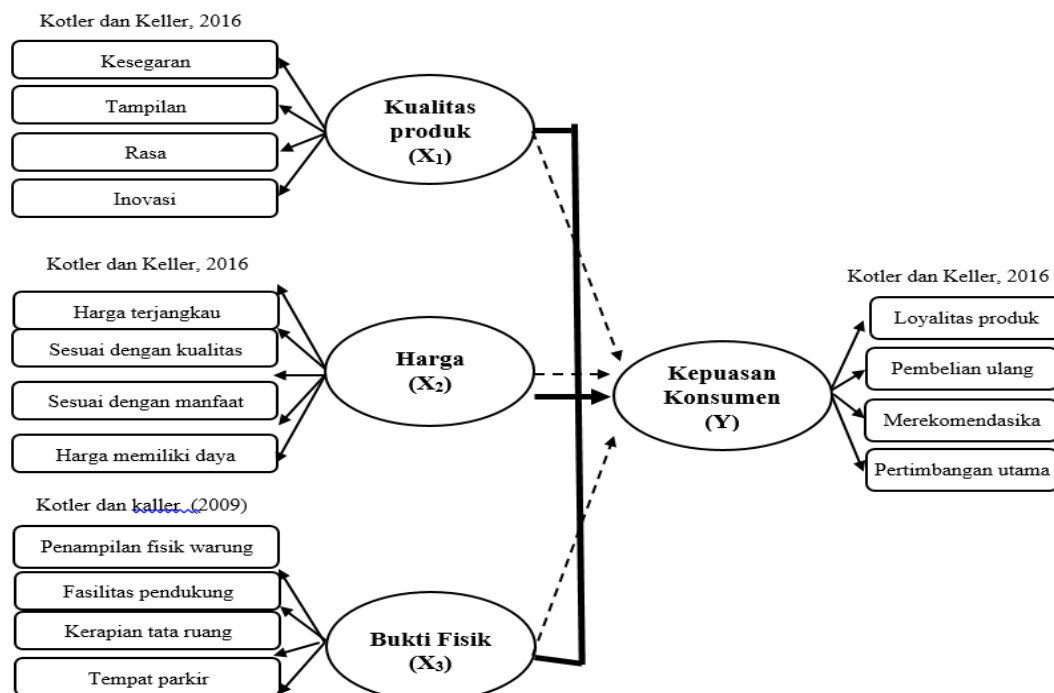 Kotler dan Keller, 2016
Kesegaran
Tampilan
Rasa
Inovasi
Kualitas
produk
(X₁)
Kotler dan Keller, 2016
Harga terjangkau
Sesuai dengan kualitas
Sesuai dengan manfaat
Harga memiliki daya
Harga
(X₂)
Kotler dan kaller, (2009)
Penampilan fisik warung
Fasilitas pendukung
Kerapian tata ruang
Tempat parkir
Bukti Fisik
(X₃)
Kepuasan
Konsumen
(Y)
Kotler dan Keller, 2016
Loyalitas produk
Pembelian ulang
Merekomendasika
Pertimbangan utama